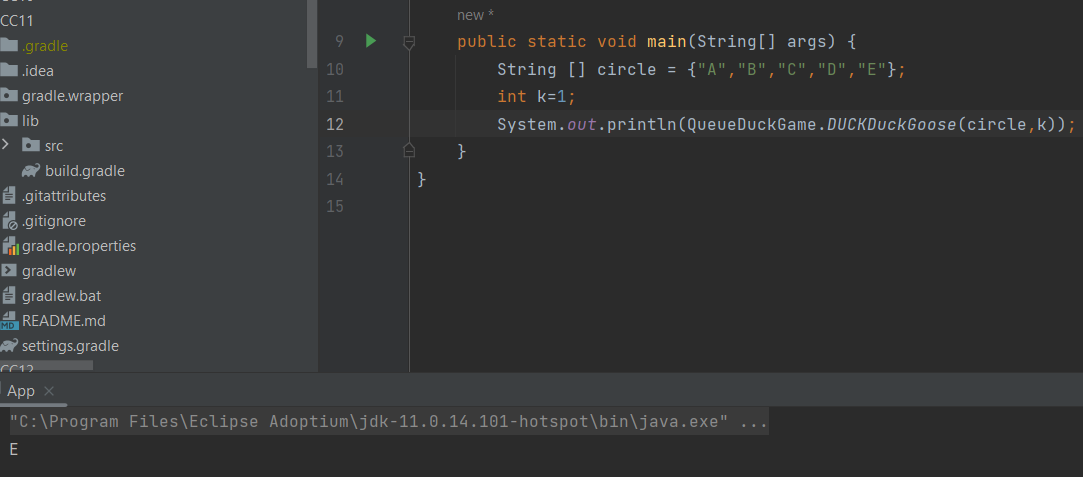 CC11
.gradle
.idea
gradle.wrapper
lib
src
build.gradle
.gitattributes
.gitignore
gradle.properties
gradlew
gradlew.bat
MD README.md
settings.gradle
CC12
new *
9 public static void main(String[] args) {
10 String [] circle = {"A","B","C","D","E"};
11 int k=1;
12 System.out.println(QueueDuckGame.DUCKDuckGoose(circle,k));
13 }
14 }
15
App
"C:\Program Files\Eclipse Adoptium\jdk-11.0.14.101-hotspot\bin\java.exe" ...
E